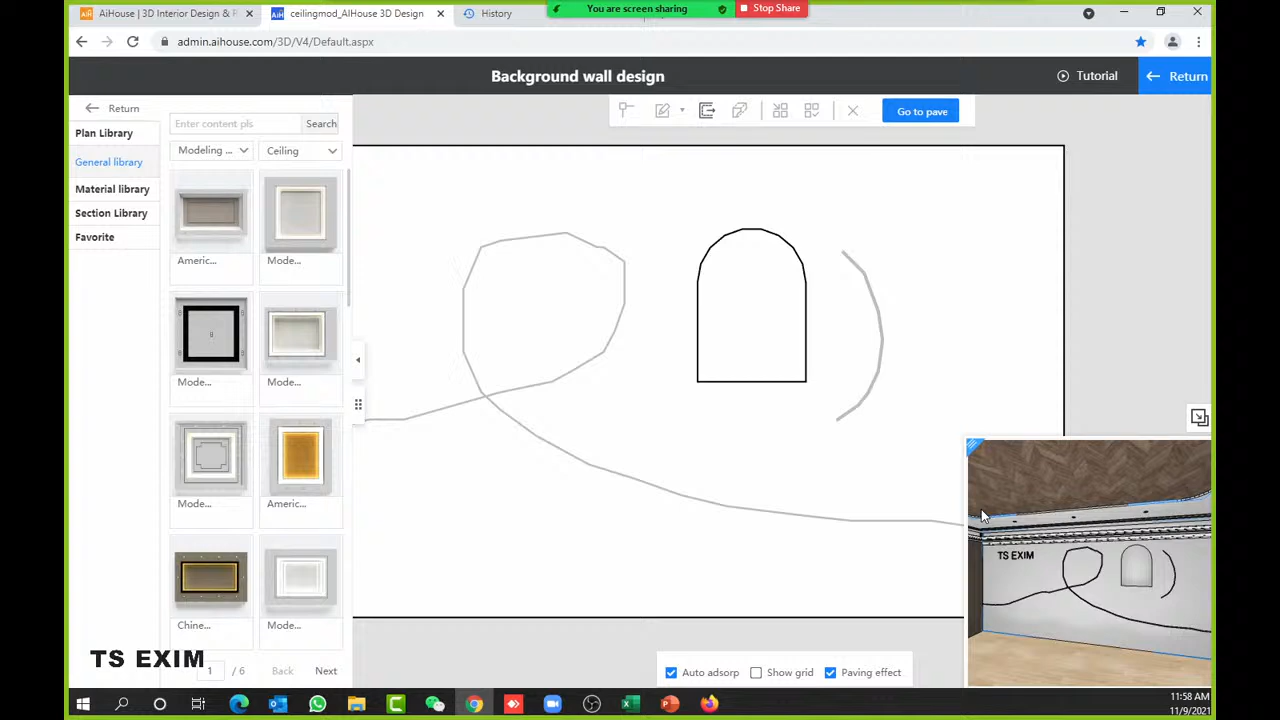 You are screen sharing
Stop Share
AiHouse | 3D Interior Design & F
ceilingmod_AIHouse 3D Design
History
admin.aihouse.com/3D/V4/Default.aspx
Background wall design
Tutorial
Return
Return
Plan Library
General library
Material library
Section Library
Favorite
Enter content pls
Search
Modeling ...
Ceiling
Americ...
Mode...
Mode...
Mode...
Mode...
Americ...
Chine...
Mode...
1 / 6 Back Next
Go to pave
TS EXIM
TS EXIM
Auto adsorp
Show grid
Paving effect
11:58 AM
11/9/2021